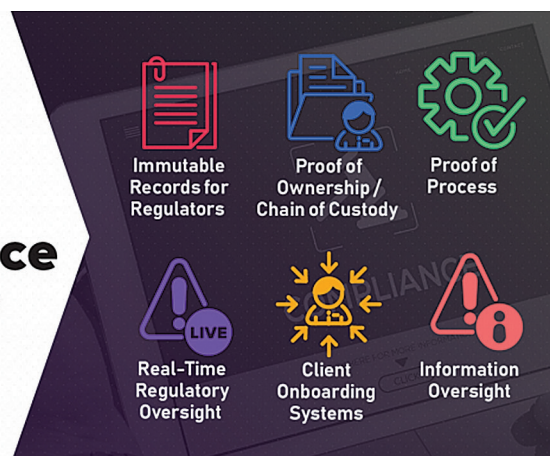 ce
Immutable
Records for
Regulators
Proof of
Ownership /
Chain of Custody
Proof of
Process
COMPLIANCE
LIVE
Real-Time
Regulatory
Oversight
Client
Onboarding
Systems
Information
Oversight